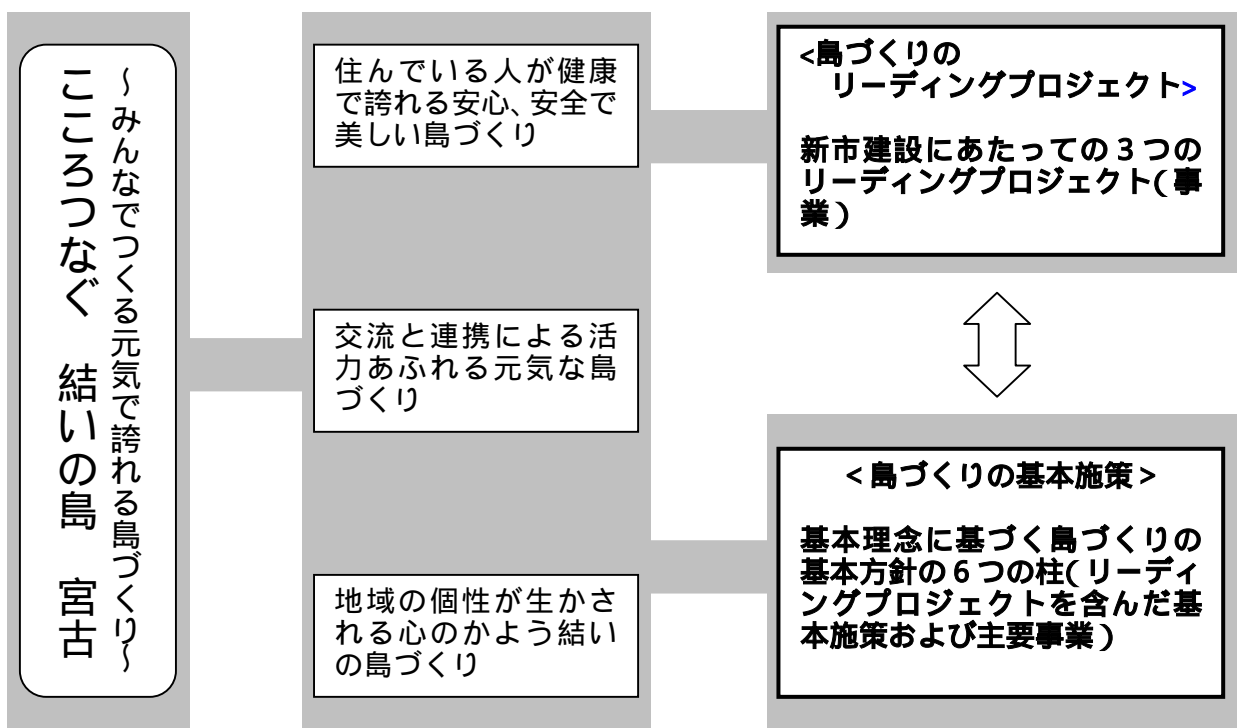 こころつなぐ　結いの島　宮古
～みんなでつくる元気で誇れる島づくり～
住んでいる人が健康
で誇れる安心、安全で
美しい島づくり
交流と連携による活
力あふれる元気な島
づくり
地域の個性が生かさ
れる心のかよう結い
の島づくり
<島づくりの
リーディングプロジェクト>
新市建設にあたっての３つの
リーディングプロジェクト(事
業)
<島づくりの基本施策>
基本理念に基づく島づくりの
基本方針の６つの柱(リーディ
ングプロジェクトを含んだ基
本施策および主要事業)